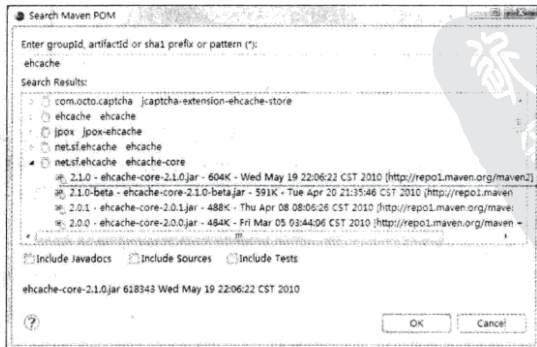 Search Maven POM
Enter groupId, artifactId or sha1 prefix or pattern (*):
ehcache
Search Results:
com.octo.captcha jcaptcha-extension-ehcache-store
ehcache ehcache
jpox jpox-ehcache
net.sf.ehcache ehcache
net.sf.ehcache ehcache-core
2.1.0 - ehcache-core-2.1.0.jar - 604K - Wed May 19 22:06:22 CST 2010 [http://repo1.maven.org/maven2]
2.1.0-beta - ehcache-core-2.1.0-beta.jar - 591K - Tue Apr 20 21:35:46 CST 2010 [http://repo1.maven
2.0.1 - ehcache-core-2.0.1.jar - 488K - Thu Apr 08 08:06:26 CST 2010 [http://repo1.maven.org/mave
2.0.0 - ehcache-core-2.0.0.jar - 484K - Fri Mar 05 03:44:06 CST 2010 [http://repo1.maven.org/maven
Include Javadocs Include Sources Include Tests
ehcache-core-2.1.0.jar 618343 Wed May 19 22:06:22 CST 2010
?
OK Cancel